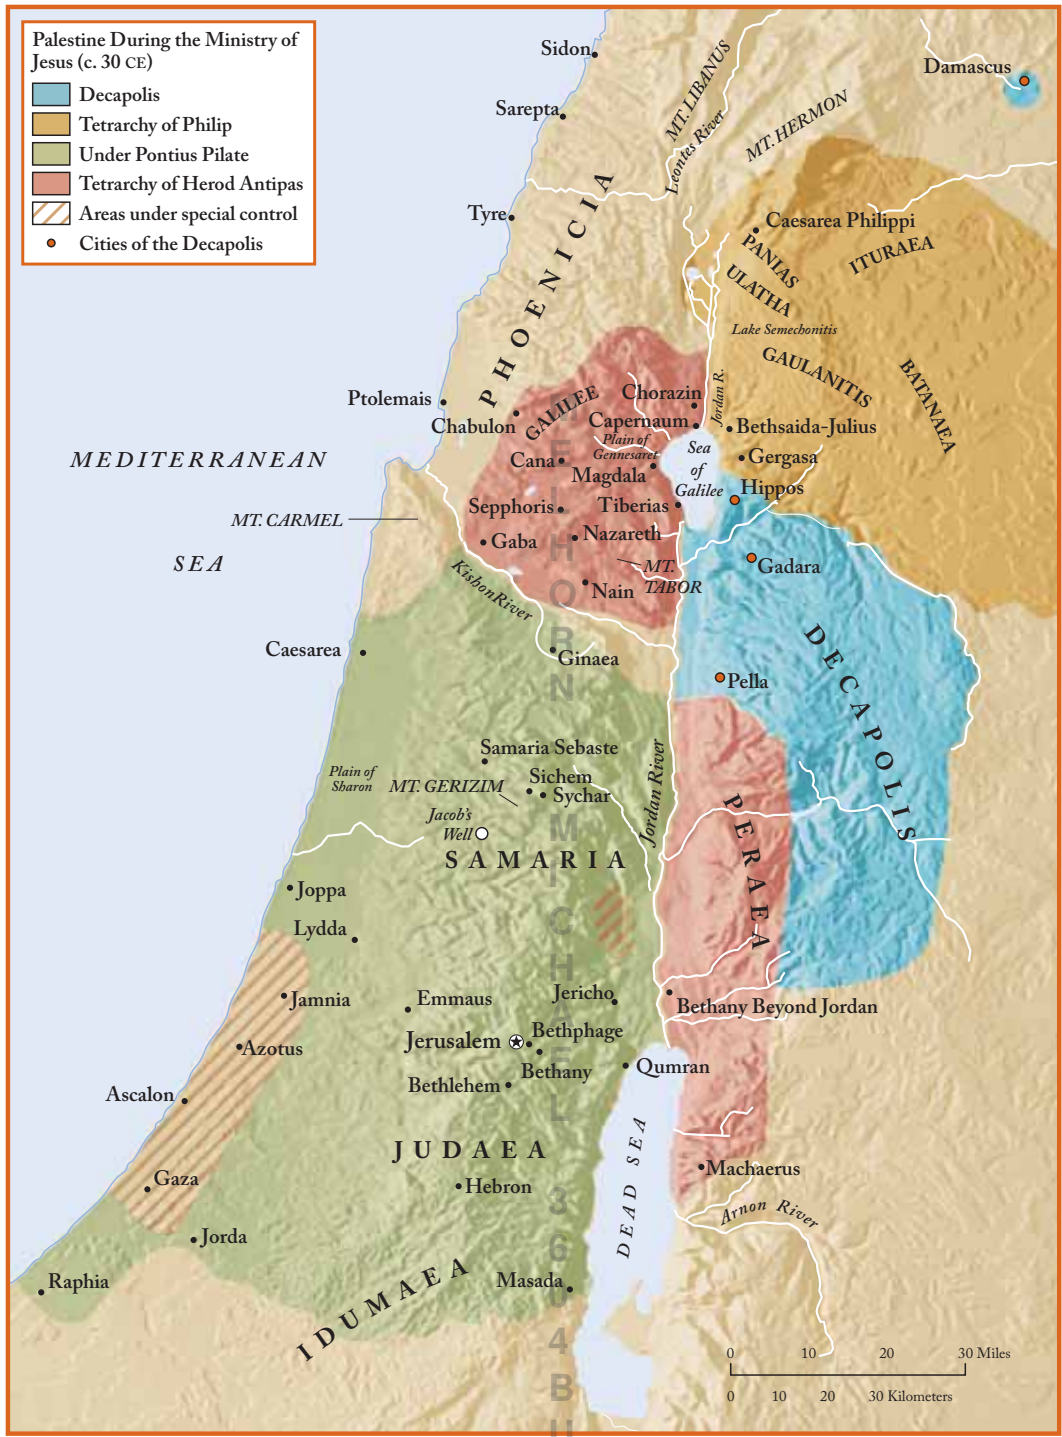 Palestine During the Ministry of
Jesus (c. 30 CE)
Decapolis
Tetrarchy of Philip
Under Pontius Pilate
Tetrarchy of Herod Antipas
Areas under special control
Cities of the Decapolis
Sidon
Damascus
Sarepta
MT. LIBANUS
Leontes River
MT. HERMON
Tyre
PHOENICIA
Caesarea Philippi
PANIAS
ITURAEA
ULATHA
Lake Semechonitis
GAULANITIS
BATANAEA
Jordan R.
Ptolemais
Chabulon
GALILEE
Chorazin
Capernaum
Bethsaida-Julius
Plain of
Gennesaret
Sea
of
Galilee
Gergasa
Cana
Magdala
Hippos
MEDITERRANEAN
SEA
MT. CARMEL
Sepphoris
Tiberias
Gaba
Nazareth
MT.
TABOR
Gadara
Nain
Kishon River
DECAPOLIS
Caesarea
Ginaea
Pella
Samaria Sebaste
Plain of
Sharon
MT. GERIZIM
Sichem
Sychar
Jordan River
Jacob's
Well
SAMARIA
PERAEA
Joppa
Lydda
Jamnia
Emmaus
Jericho
Bethany Beyond Jordan
Azotus
Jerusalem
Bethphage
Bethany
Qumran
Ascalon
Bethlehem
JUDAEA
DEAD SEA
Machaerus
Gaza
Hebron
Arnon River
Jorda
Raphia
IDUMAEA
Masada
0 10 20 30 Miles
0 10 20 30 Kilometers